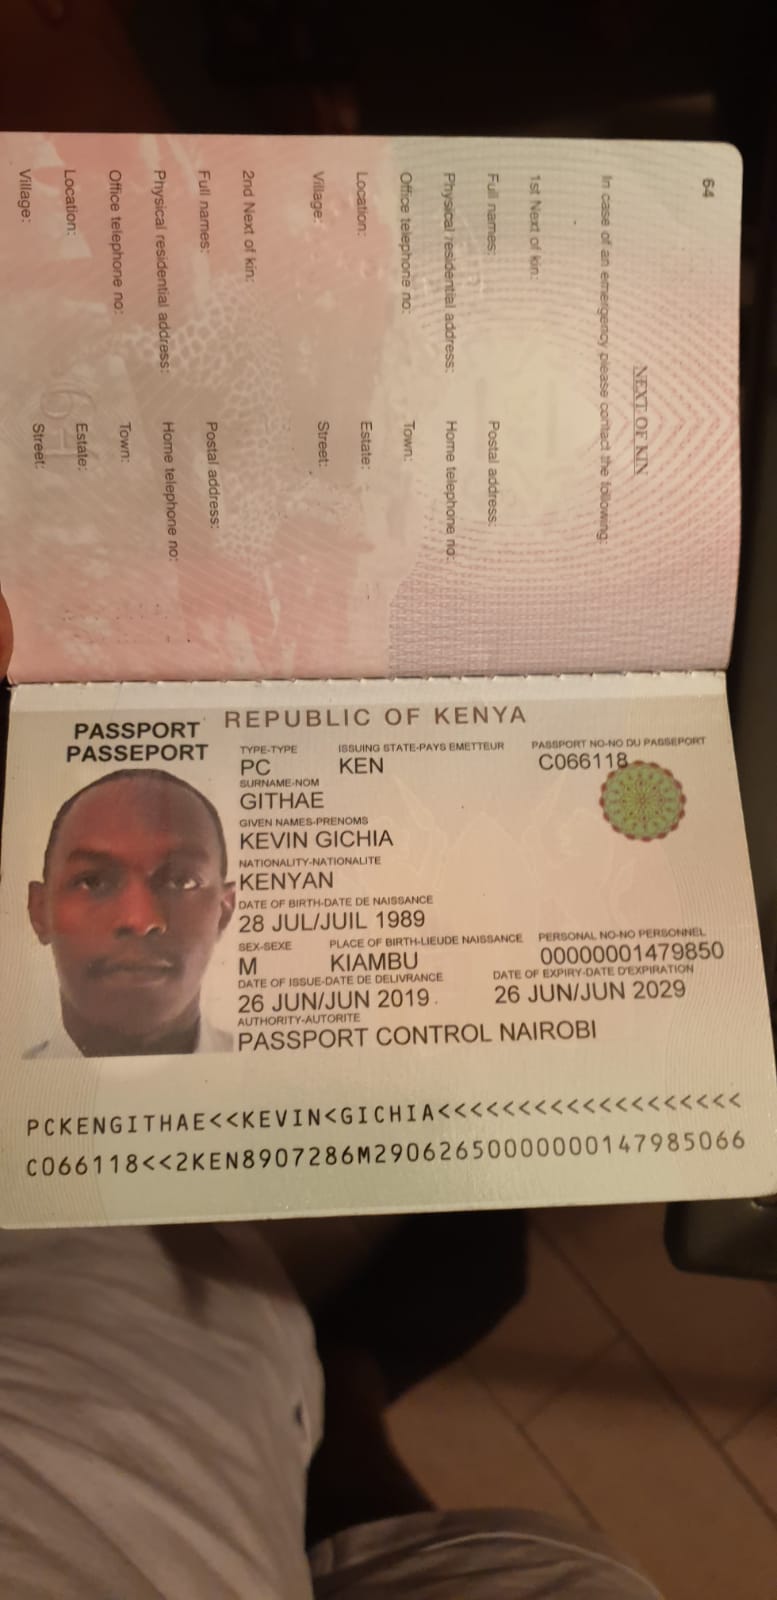 64
NEXT OF KIN
In case of an emergency please contact the following:
1st Next of kin:
Full names: Postal address:
Physical residential address: Home telephone no:
Office telephone no: Town:
Location: Estate:
Village: Street:
2nd Next of kin:
Full names: Postal address:
Physical residential address: Home telephone no:
Office telephone no: Town:
Location: Estate:
Village: Street:
PASSPORT
PASSEPORT
REPUBLIC OF KENYA
TYPE-TYPE ISSUING STATE-PAYS EMETTEUR PASSPORT NO-NO DU PASSEPORT
PC KEN C066118
SURNAME-NOM
GITHAE
GIVEN NAMES-PRENOMS
KEVIN GICHIA
NATIONALITY-NATIONALITE
KENYAN
DATE OF BIRTH-DATE DE NAISSANCE
28 JUL/JUIL 1989
SEX-SEXE PLACE OF BIRTH-LIEUDE NAISSANCE PERSONAL NO-NO PERSONNEL
M KIAMBU 00000001479850
DATE OF ISSUE-DATE DE DELIVRANCE DATE OF EXPIRY-DATE D'EXPIRATION
26 JUN/JUN 2019 26 JUN/JUN 2029
AUTHORITY-AUTORITE
PASSPORT CONTROL NAIROBI
PCKENGITHAE<<KEVIN<GICHIA<<<<<<<<<<<<<<<<<<<
C066118<<2KEN8907286M29062650000000147985066